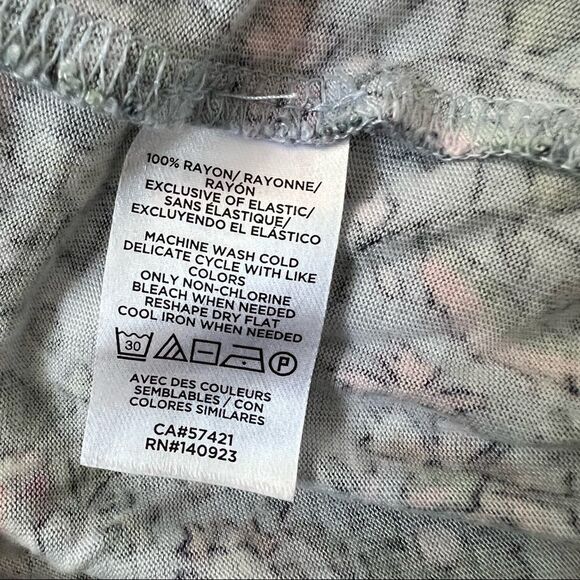 100% RAYON/ RAYONNE/
RAYÓN
EXCLUSIVE OF ELASTIC/
SANS ÉLASTIQUE/
EXCLUYENDO EL ELÁSTICO
MACHINE WASH COLD
DELICATE CYCLE WITH LIKE
COLORS
ONLY NON-CHLORINE
BLEACH WHEN NEEDED
RESHAPE DRY FLAT
COOL IRON WHEN NEEDED
30 P
AVEC DES COULEURS
SEMBLABLES / CON
COLORES SIMILARES
CA#57421
RN#140923